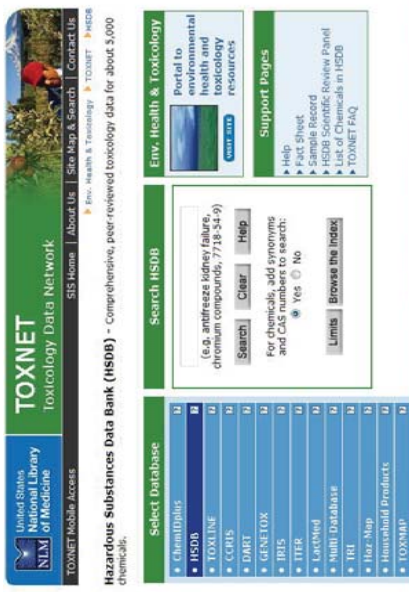 United States
National Library
of Medicine
NLM
TOXNET
Toxicology Data Network
TOXNET Mobile Access
SIS Home | About Us | Site Map & Search | Contact Us
Env. Health & Toxicology TOXNET HSDB
Hazardous Substances Data Bank (HSDB) - Comprehensive, peer-reviewed toxicology data for about 5,000
chemicals.
Select Database
• ChemIDplus ?
• HSDB ?
• TOXLINE ?
• CCRIS ?
• DART ?
• GENETOX ?
• IRIS ?
• ITER ?
• LactMed ?
• Multi-Database ?
• TRI ?
• Haz-Map ?
• Household Products ?
• TOXMAP ?
Search HSDB
(e.g. antifreeze kidney failure,
chromium compounds, 7718-54-9)
Search Clear Help
For chemicals, add synonyms
and CAS numbers to search:
Yes No
Limits Browse the Index
Env. Health & Toxicology
Portal to
environmental
health and
toxicology
resources
VISIT SITE
Support Pages
Help
Fact Sheet
Sample Record
HSDB Scientific Review Panel
List of Chemicals in HSDB
TOXNET FAQ